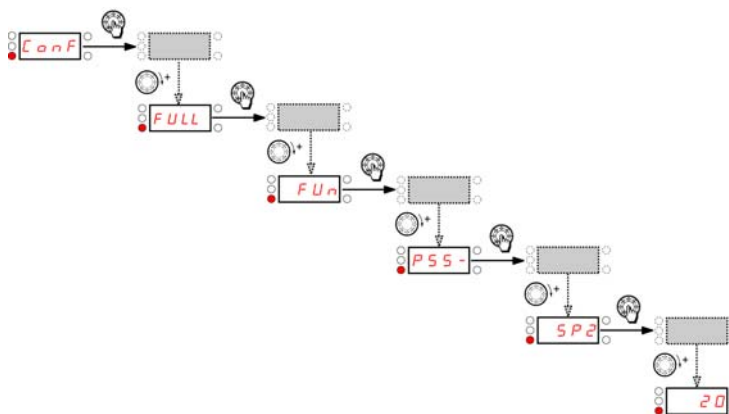 ConF
+
FULL
+
FUn
+
PSS-
+
SP2
+
20